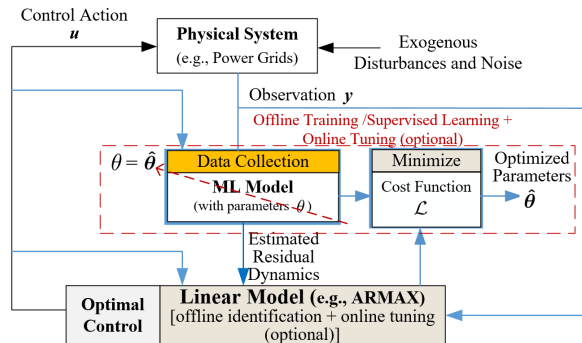 Control Action
u
Physical System
(e.g., Power Grids)
Exogenous
Disturbances and Noise
Observation y
Offline Training /Supervised Learning +
Online Tuning (optional)
θ = θ̂
Data Collection
ML Model
(with parameters θ)
Minimize
Cost Function
ℒ
Optimized
Parameters
θ̂
Estimated
Residual
Dynamics
Optimal
Control
Linear Model (e.g., ARMAX)
[offline identification + online tuning
(optional)]